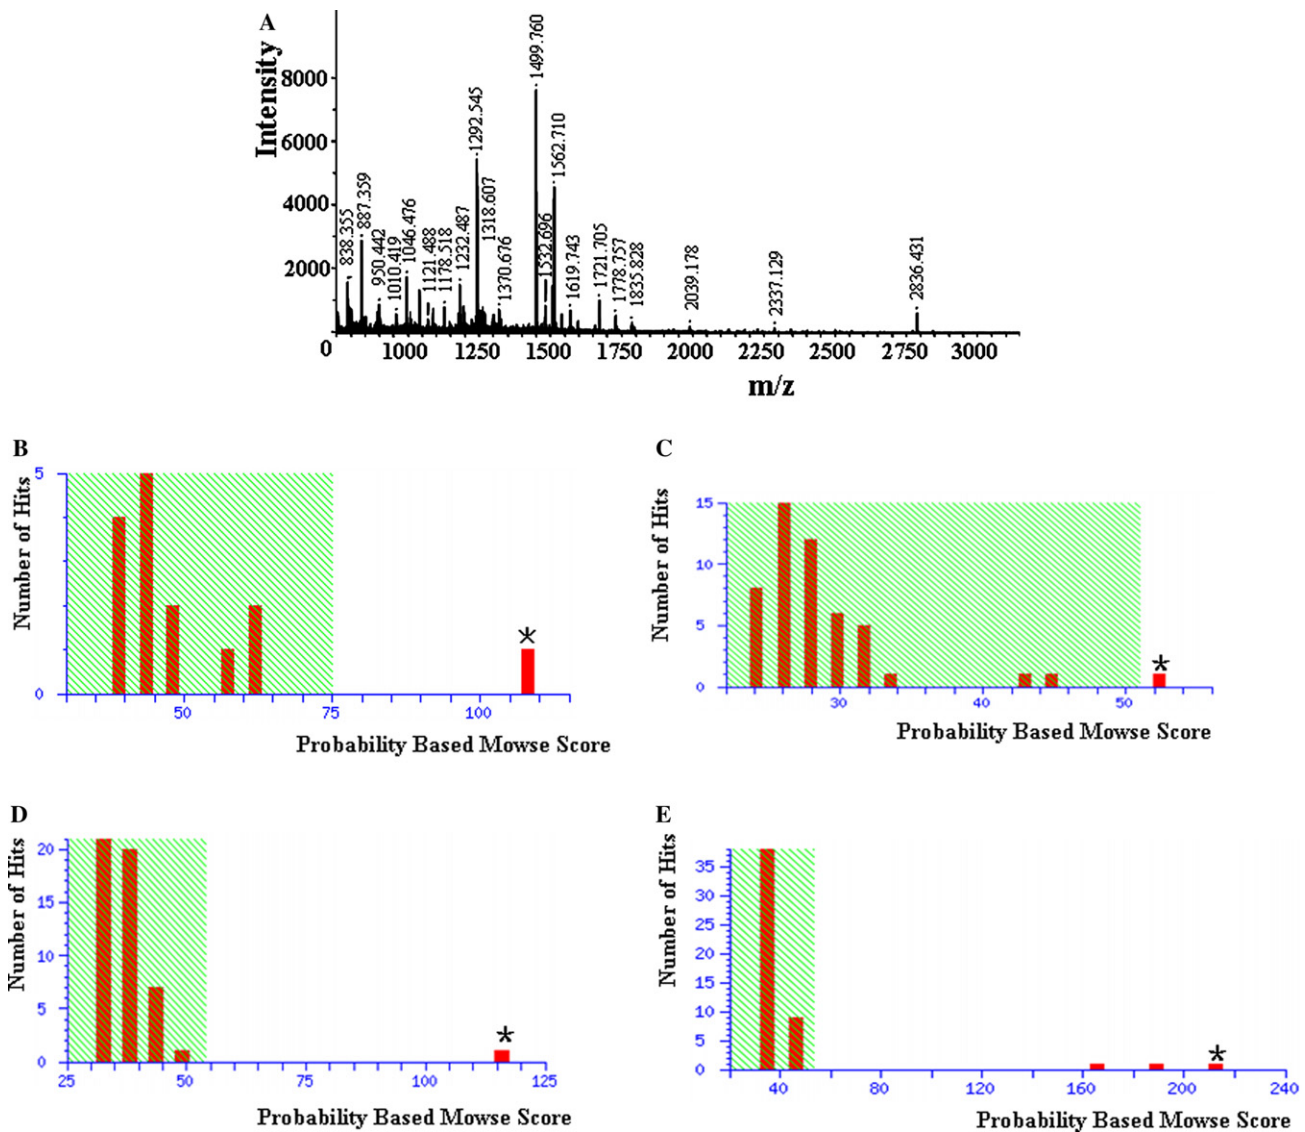 A
Intensity
8000
6000
4000
2000
838.355
887.359
950.442
1010.419
1046.476
1121.488
1178.518
1232.487
1292.545
1318.607
1370.676
1499.760
1532.696
1562.710
1619.743
1721.705
1778.757
1835.828
2039.178
2337.129
2836.431
0 1000 1250 1500 1750 2000 2250 2500 2750 3000
m/z
B
Number of Hits
5
0
*
50 75 100
Probability Based Mowse Score
C
Number of Hits
15
10
5
0
*
30 40 50
Probability Based Mowse Score
D
Number of Hits
20
15
10
5
0
*
25 50 100 125
Probability Based Mowse Score
E
Number of Hits
35
30
25
20
15
10
5
0
*
40 80 120 160 200 240
Probability Based Mowse Score